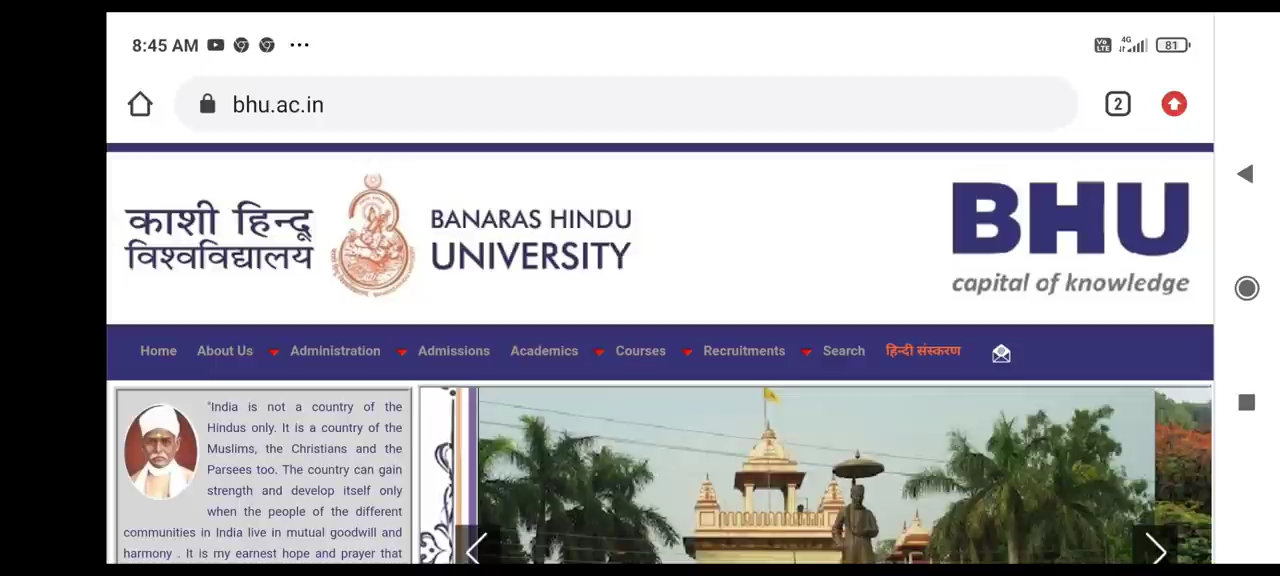 8:45 AM
4G
Vo LTE
81
bhu.ac.in
2
काशी हिन्दू
विश्वविद्यालय
BANARAS HINDU
UNIVERSITY
BHU
capital of knowledge
Home About Us Administration Admissions Academics Courses Recruitments Search हिन्दी संस्करण
"India is not a country of the
Hindus only. It is a country of the
Muslims, the Christians and the
Parsees too. The country can gain
strength and develop itself only
when the people of the different
communities in India live in mutual goodwill and
harmony . It is my earnest hope and prayer that